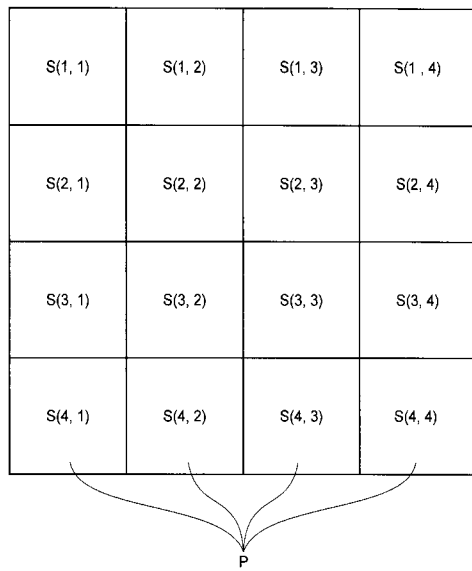 S(1, 1) S(1, 2) S(1, 3) S(1 , 4)
S(2, 1) S(2, 2) S(2, 3) S(2, 4)
S(3, 1) S(3, 2) S(3, 3) S(3, 4)
S(4, 1) S(4, 2) S(4, 3) S(4, 4)
P